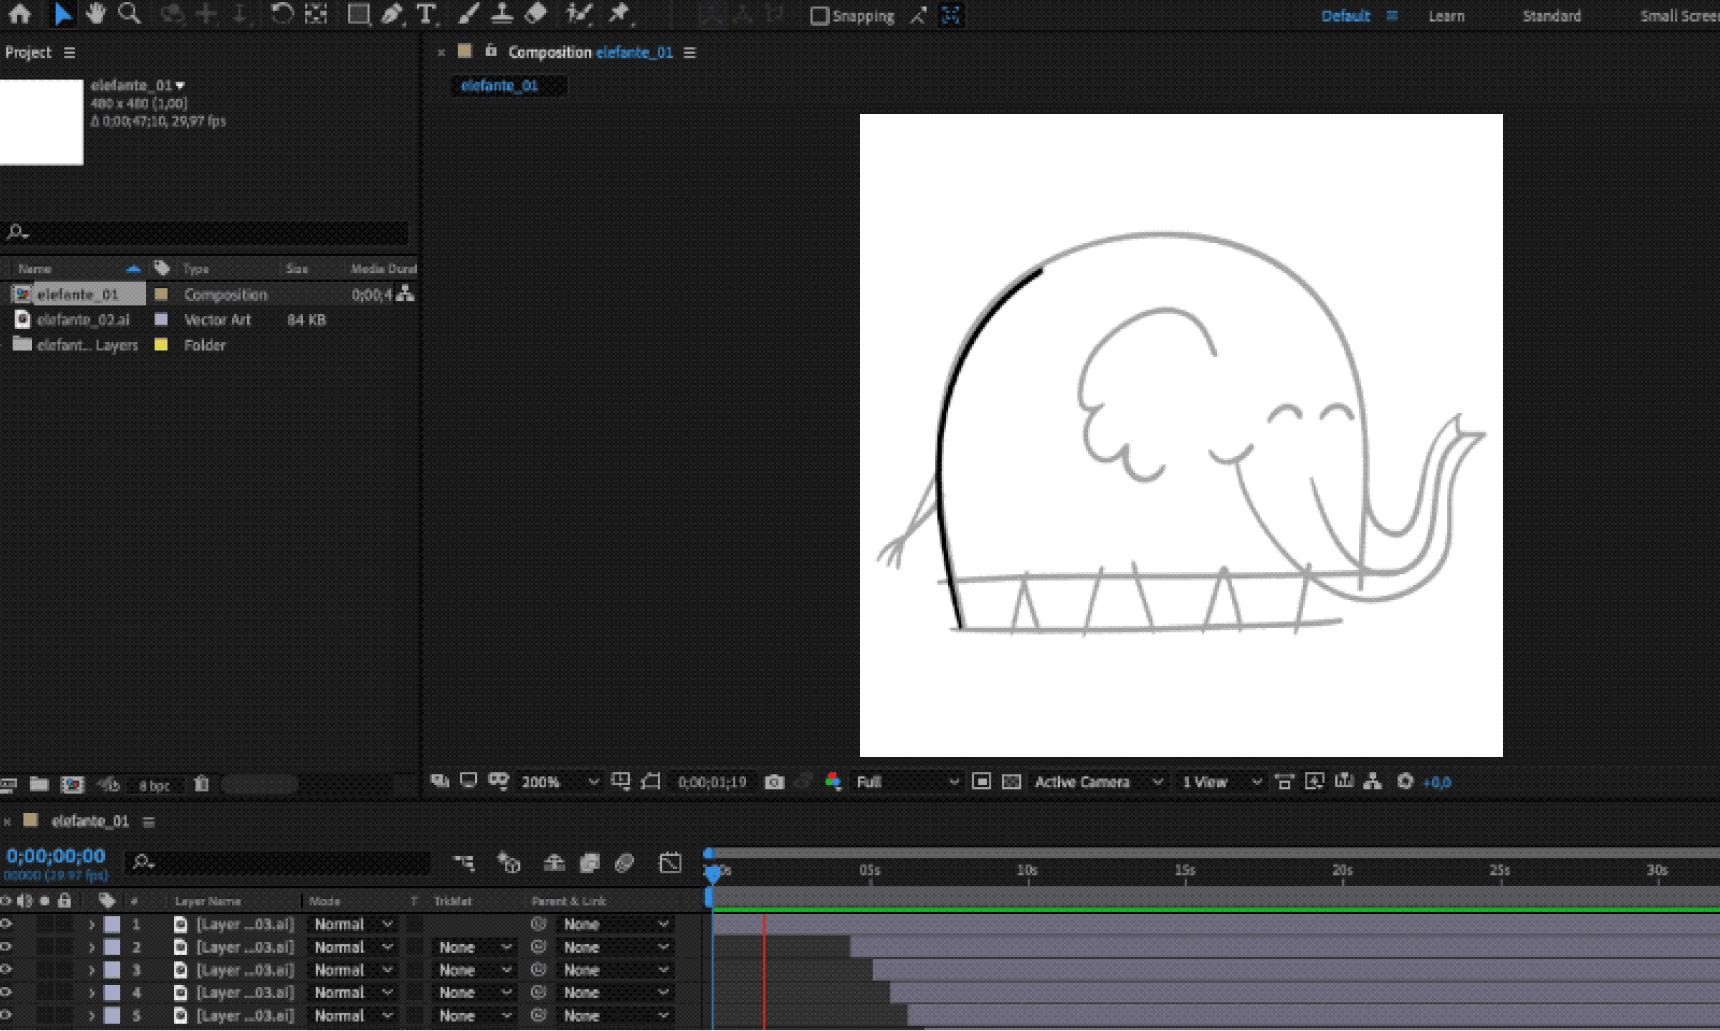 Snapping Default Learn Standard Small Scree
Project
Composition elefante_01
elefante_01
elefante_01
480 x 480 (1,00)
Δ 0;00;47;10, 29,97 fps
Name Type Size Media Durat
elefante_01 Composition 0;00;4
elefante_02.ai Vector Art 84 KB
elefant... Layers Folder
8 bpc
200% 0;00;01;19 Full Active Camera 1 View +0,0
elefante_01
0;00;00;00
00000 (29.97 fps)
0s 05s 10s 15s 20s 25s 30s
# Layer Name Mode T TrkMat Parent & Link
1 [Layer ...03.ai] Normal None
2 [Layer ...03.ai] Normal None None
3 [Layer ...03.ai] Normal None None
4 [Layer ...03.ai] Normal None None
5 [Layer ...03.ai] Normal None None